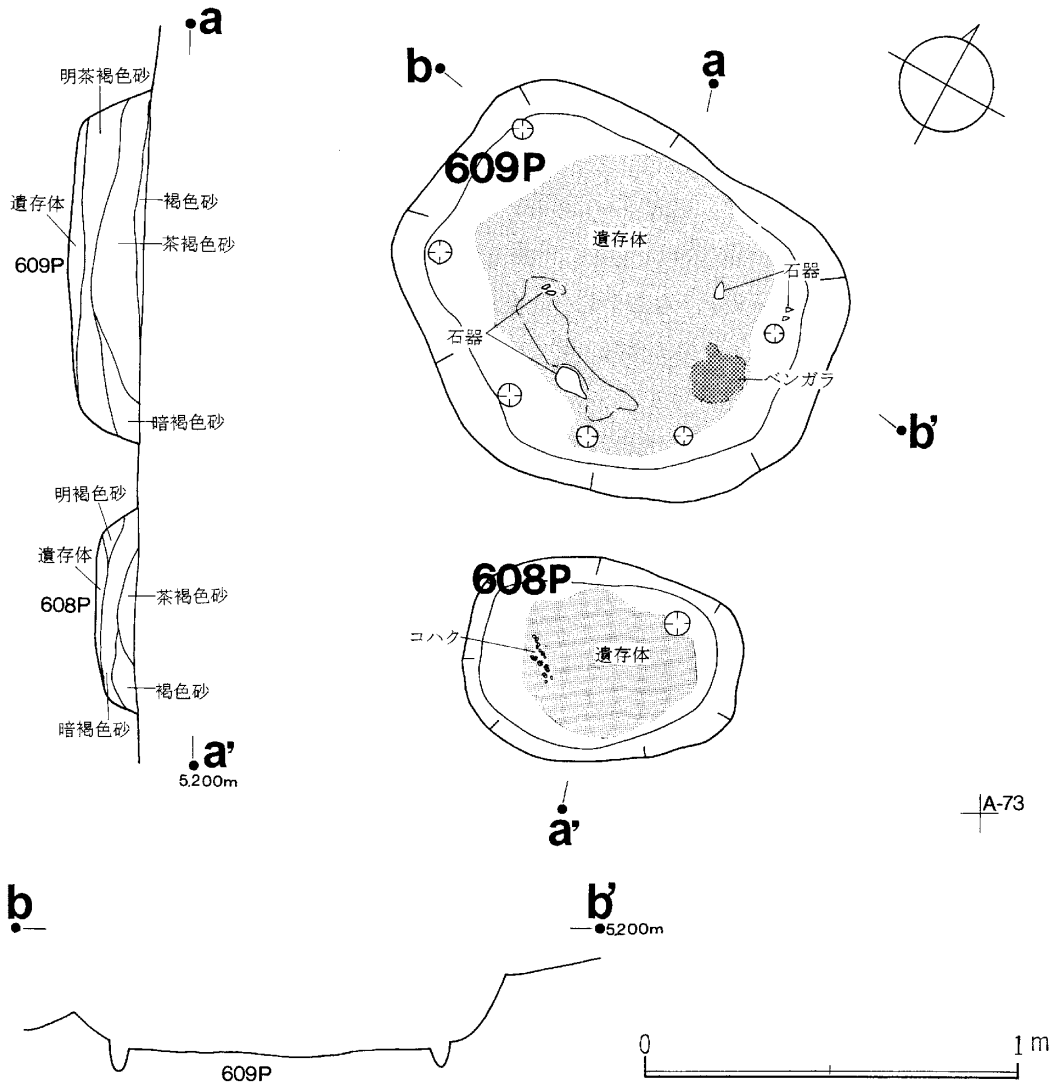 a
明茶褐色砂
遺存体
609P
褐色砂
茶褐色砂
暗褐色砂
明褐色砂
遺存体
608P
茶褐色砂
褐色砂
暗褐色砂
a'
5,200m
b
a
609P
遺存体
石器
石器
ベンガラ
b'
608P
コハク
遺存体
a'
A-73
b
b'
5,200m
609P
0
1m